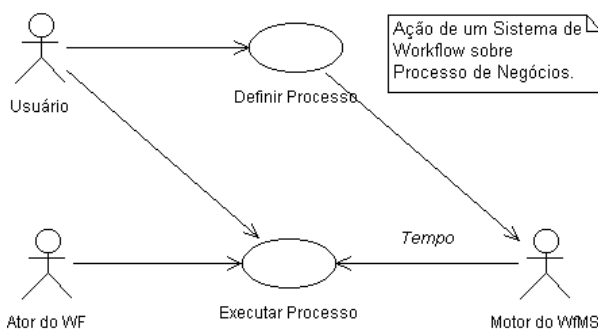 Ação de um Sistema de
Workflow sobre
Processo de Negócios.
Usuário
Definir Processo
Tempo
Ator do WF
Executar Processo
Motor do WfMS